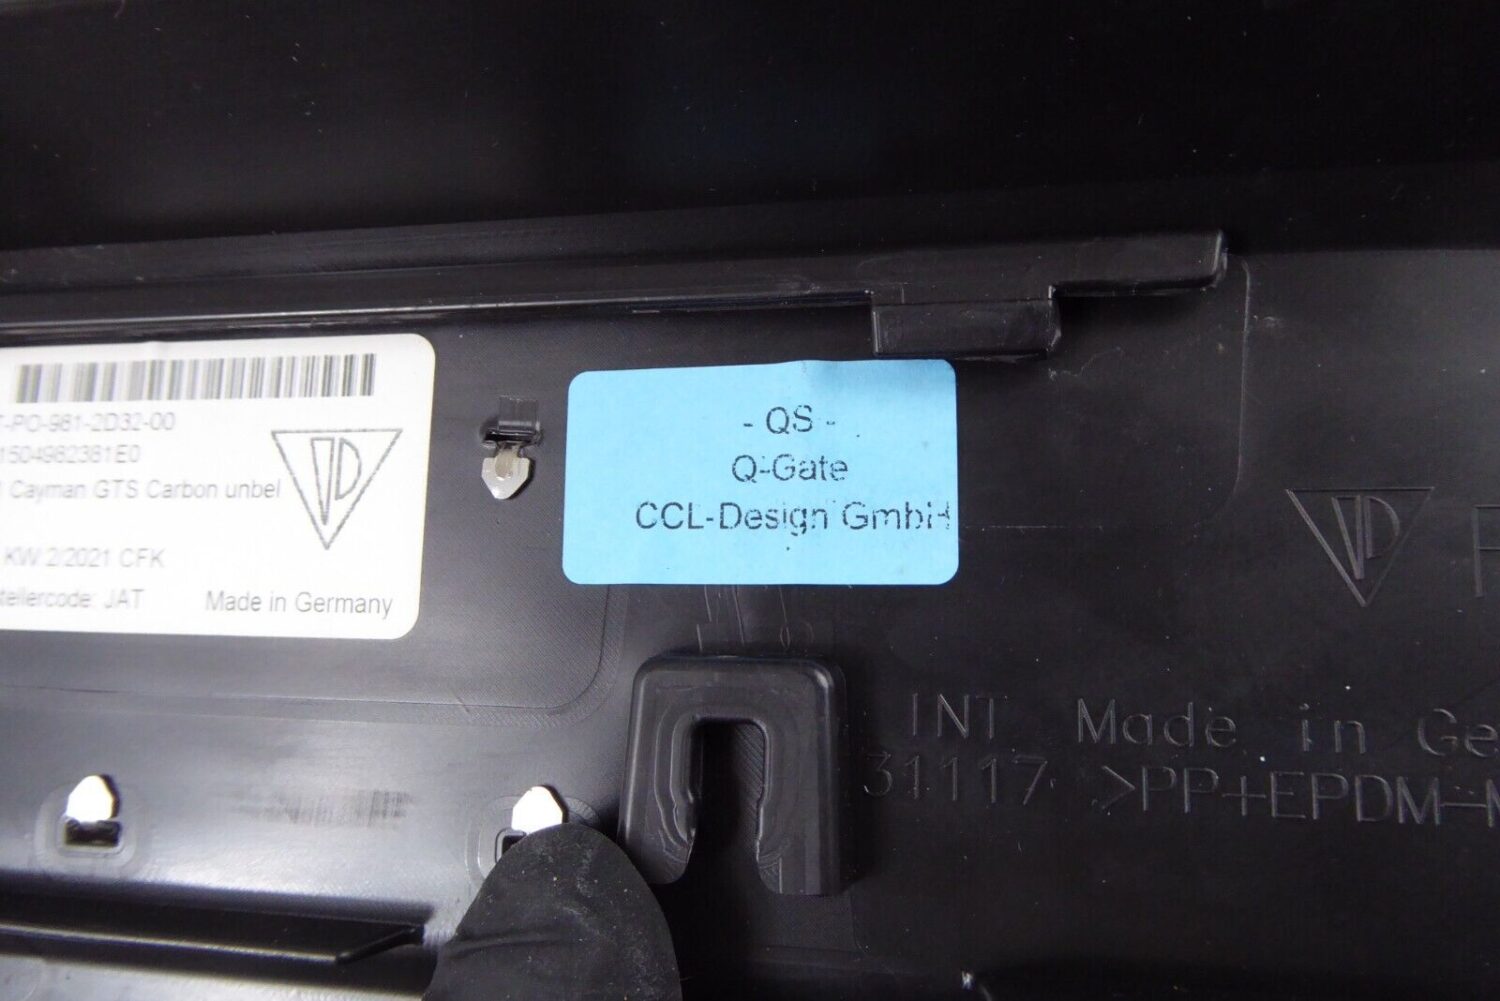 T-PO-981-2D32-00
1504982381E0
Cayman GTS Carbon unbel
KW 2/2021 CFK
tellercode: JAT Made in Germany
- QS -
Q-Gate
CCL-Design GmbH
INT Made in Ge
31117 >PP+EPDM-M